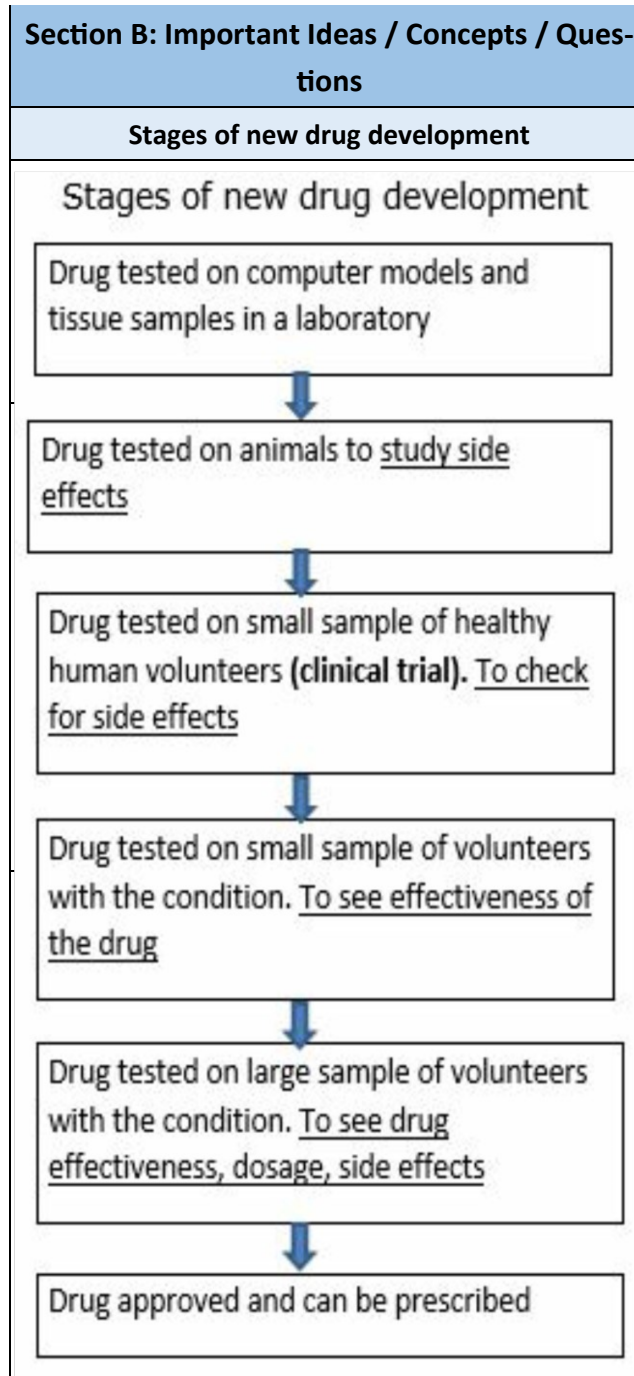 Section B: Important Ideas / Concepts / Ques-
tions
Stages of new drug development
Stages of new drug development
Drug tested on computer models and
tissue samples in a laboratory
Drug tested on animals to study side
effects
Drug tested on small sample of healthy
human volunteers (clinical trial). To check
for side effects
Drug tested on small sample of volunteers
with the condition. To see effectiveness of
the drug
Drug tested on large sample of volunteers
with the condition. To see drug
effectiveness, dosage, side effects
Drug approved and can be prescribed